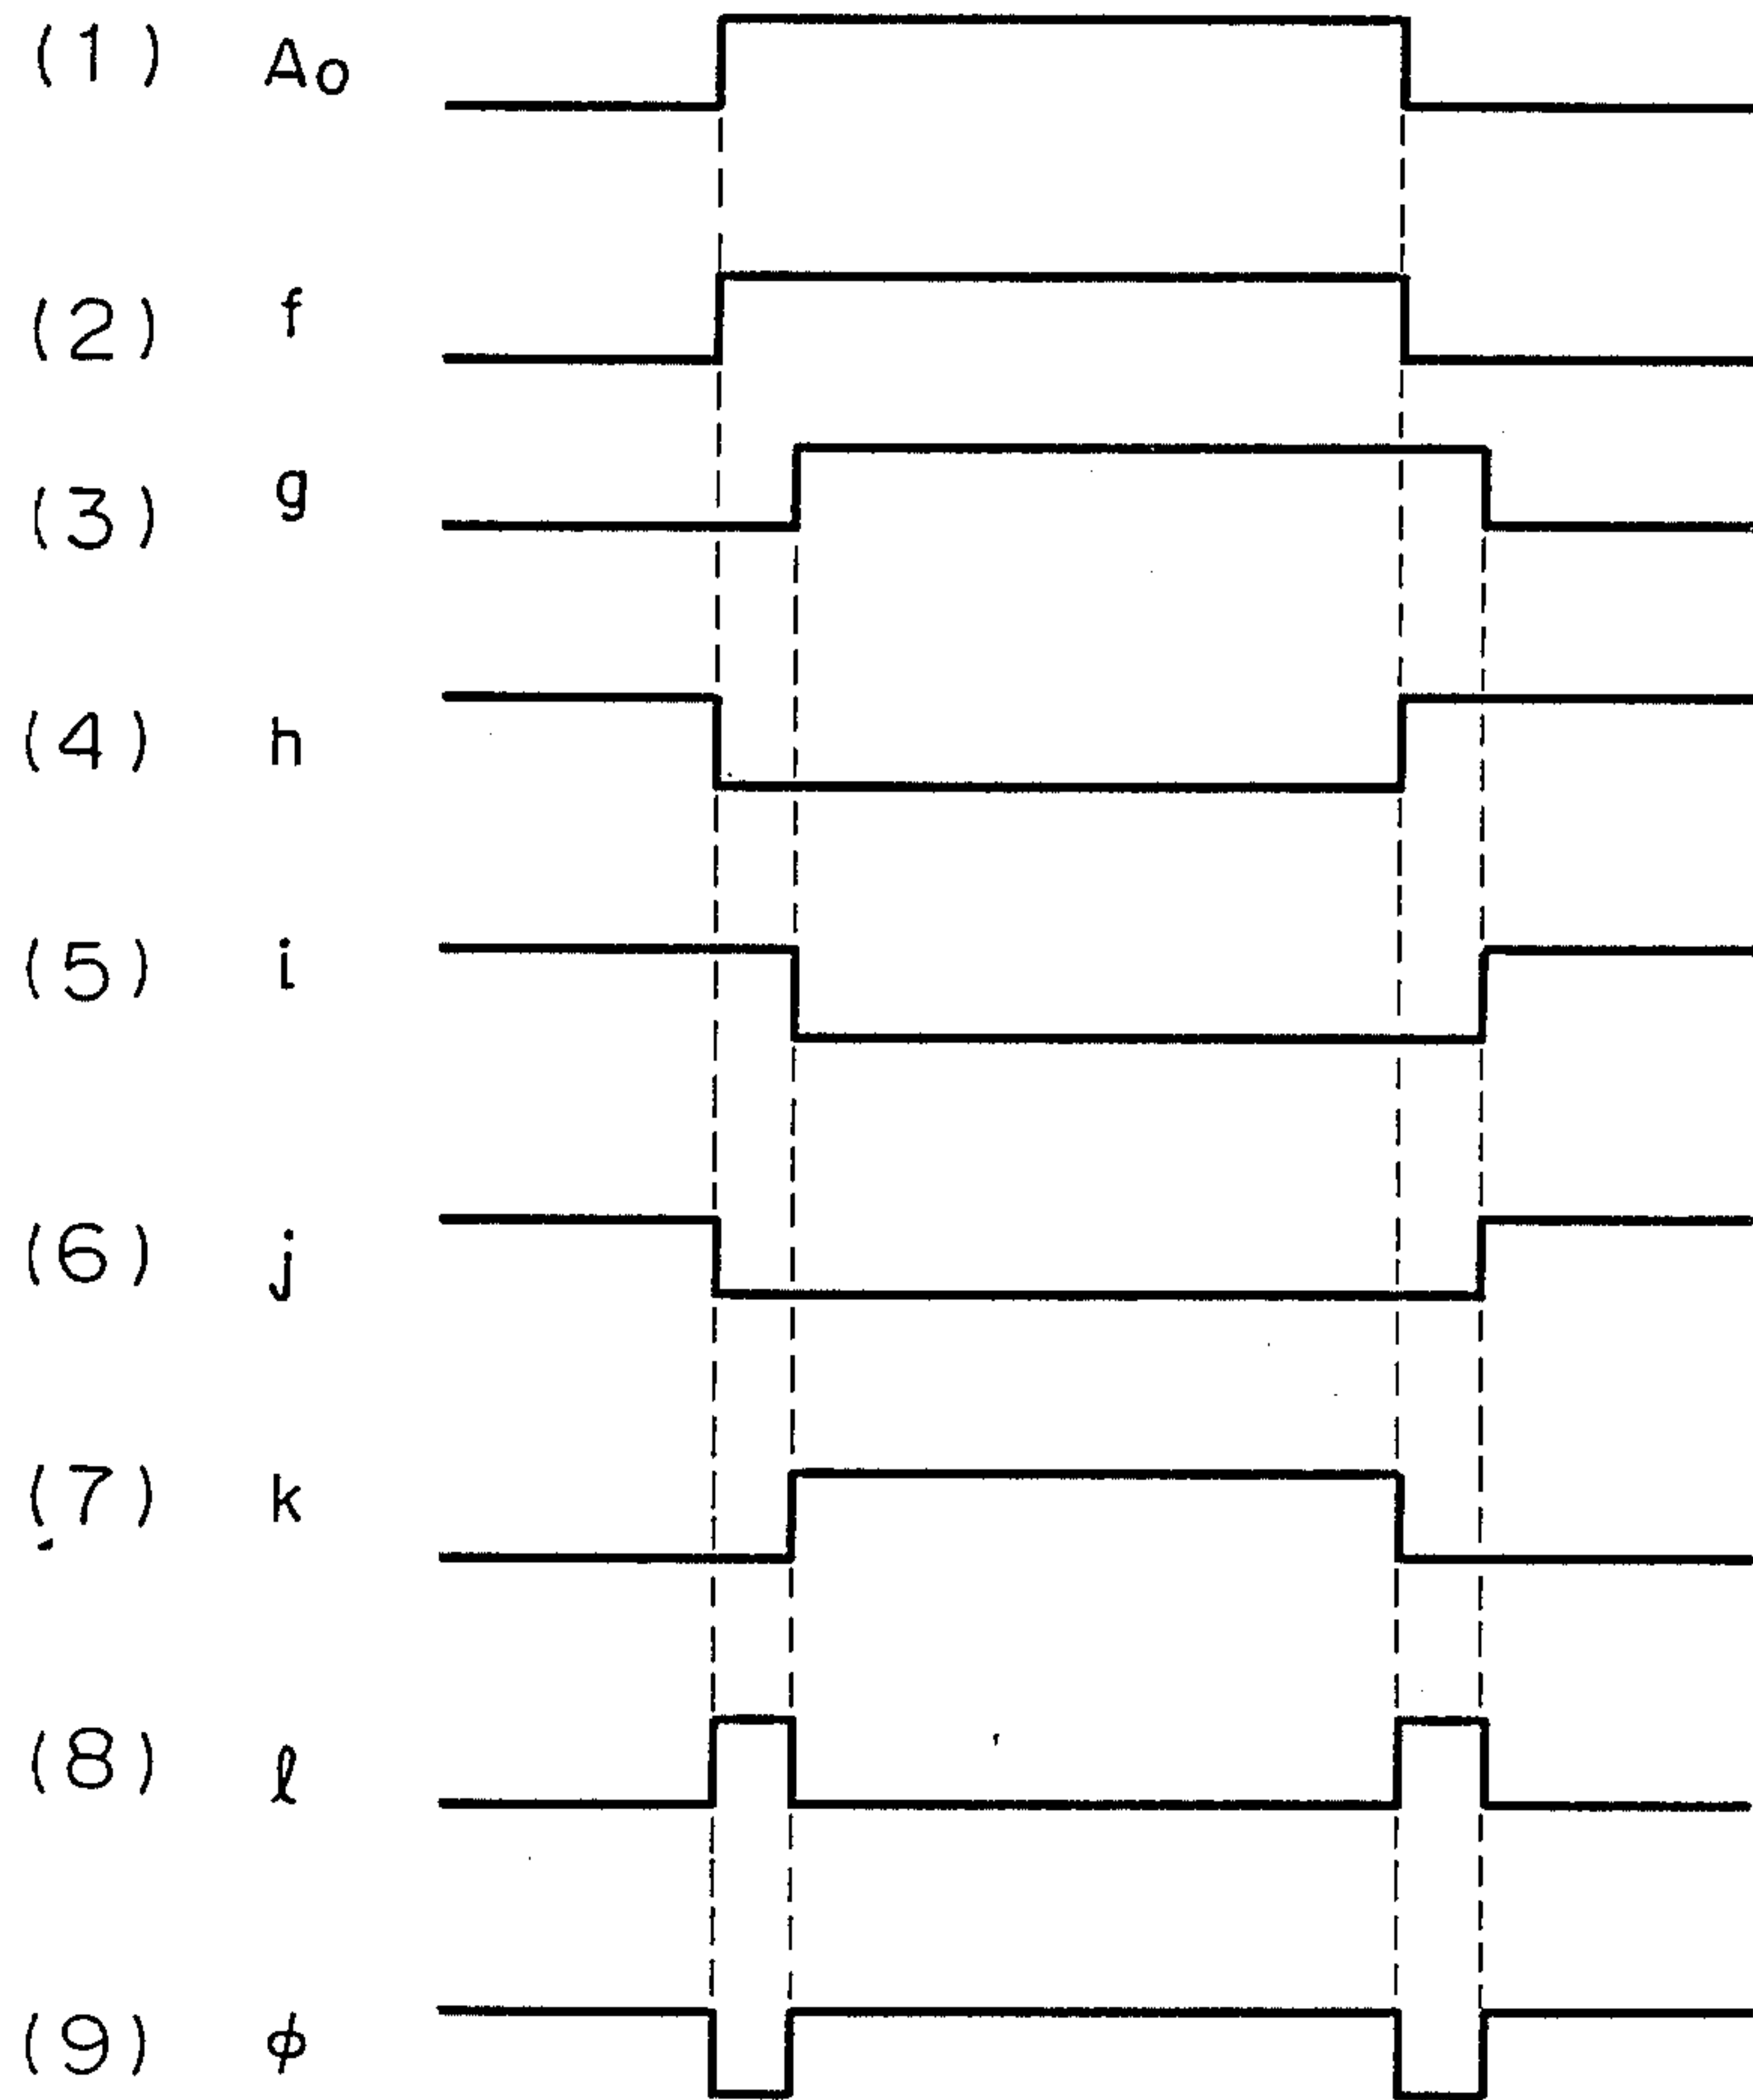 (1) Ao
(2) f
(3) g
(4) h
(5) i
(6) j
(7) k
(8) ℓ
(9) ϕ